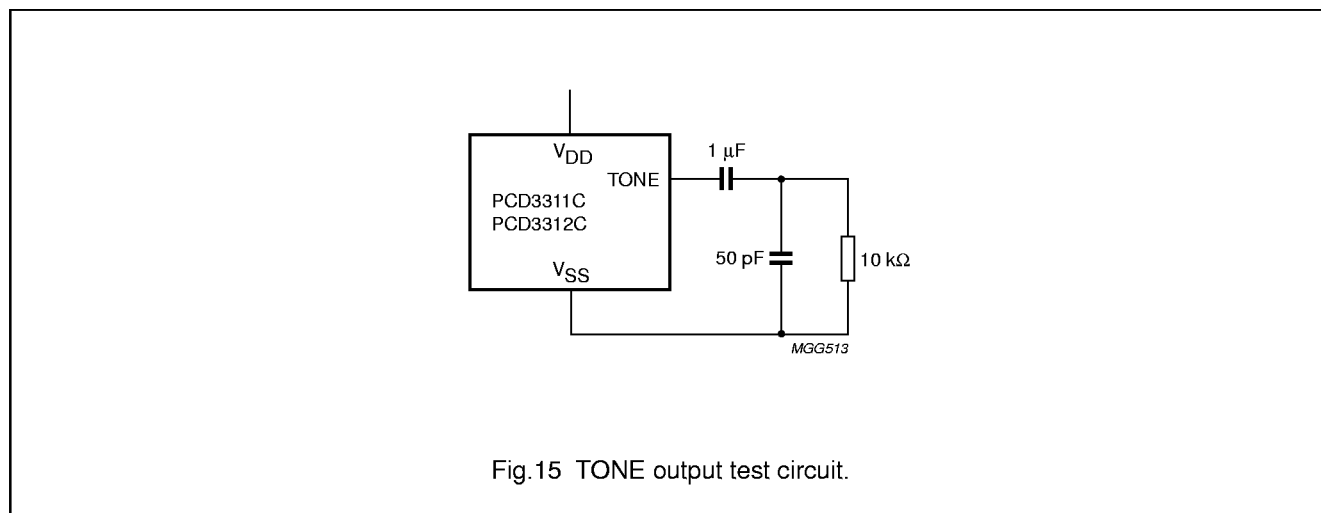 VDD
1 μF
TONE
PCD3311C
PCD3312C
50 pF
10 kΩ
VSS
MGG513
Fig.15 TONE output test circuit.